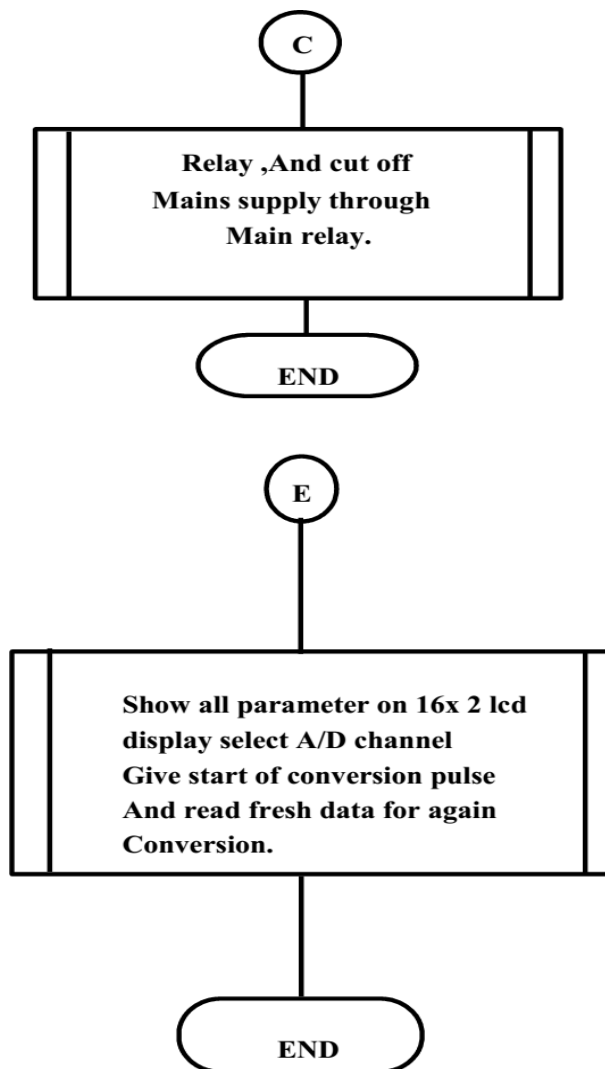 C
Relay ,And cut off
Mains supply through
Main relay.
END
E
Show all parameter on 16x 2 lcd
display select A/D channel
Give start of conversion pulse
And read fresh data for again
Conversion.
END